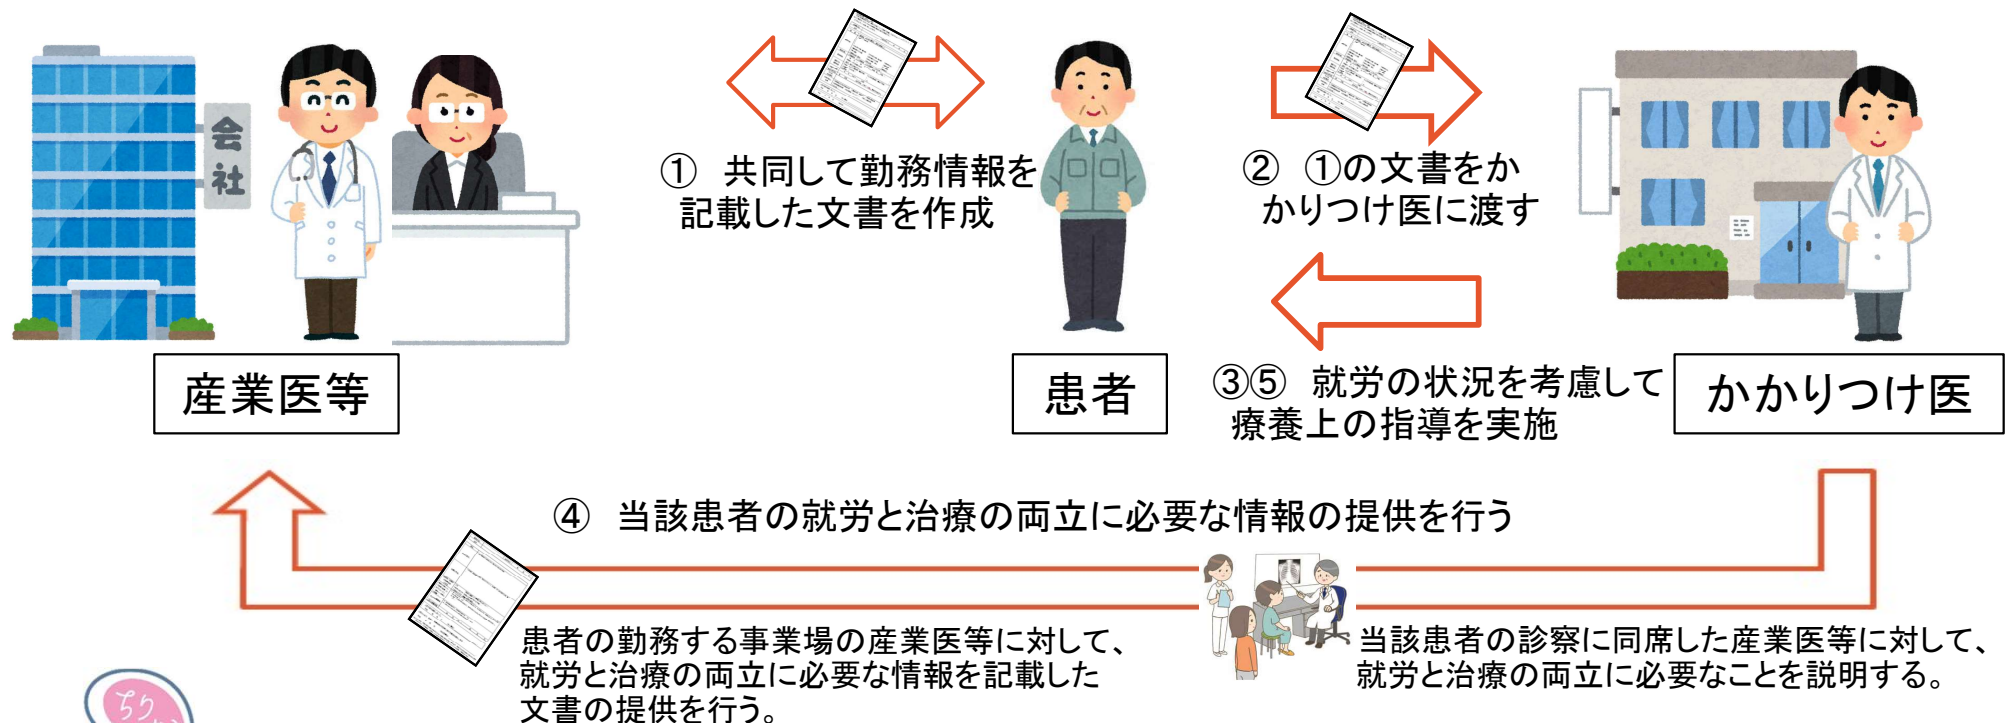 会社
① 共同して勤務情報を
記載した文書を作成
② ①の文書をか
かりつけ医に渡す
産業医等
患者
③⑤ 就労の状況を考慮して
療養上の指導を実施
かかりつけ医
④ 当該患者の就労と治療の両立に必要な情報の提供を行う
患者の勤務する事業場の産業医等に対して、
就労と治療の両立に必要な情報を記載した
文書の提供を行う。
当該患者の診察に同席した産業医等に対して、
就労と治療の両立に必要なことを説明する。
ちり